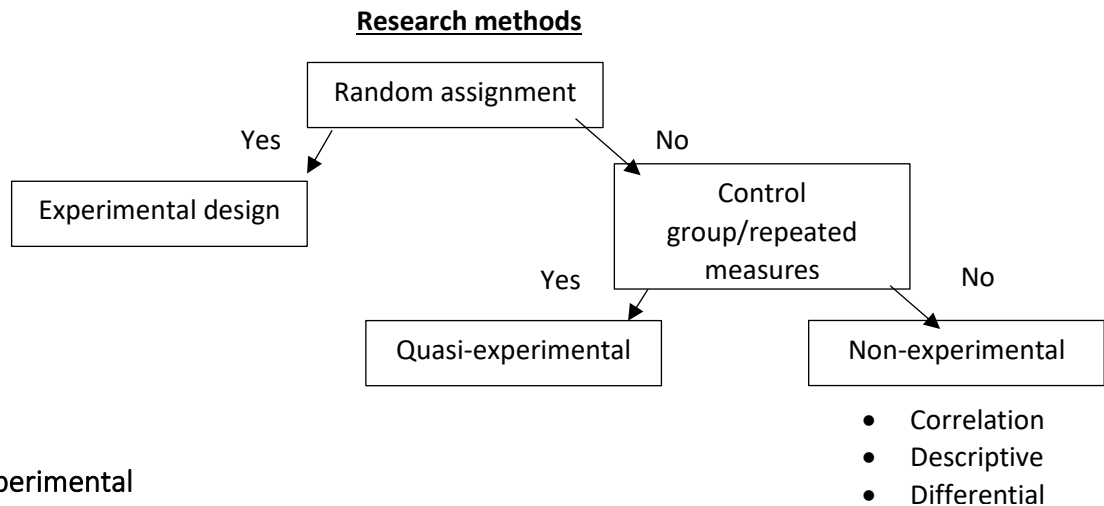 Research methods
Random assignment
Yes
No
Experimental design
Control
group/repeated
measures
Yes
No
Quasi-experimental
Non-experimental
• Correlation
• Descriptive
• Differential
perimental